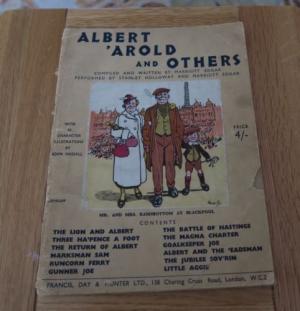 ALBERT
'AROLD
AND OTHERS
COMPILED AND WRITTEN BY MARRIOTT EDGAR
PERFORMED BY STANLEY HOLLOWAY AND MARRIOTT EDGAR
WITH
CHARACTER
ILLUSTRATIONS
BY
JOHN HASSALL
PRICE
4/-
MR. AND MRS. RAMSBOTTOM AT BLACKPOOL
CONTENTS
THE LION AND ALBERT
THREE HA'PENCE A FOOT
THE RETURN OF ALBERT
MARKSMAN SAM
RUNCORN FERRY
GUNNER JOE
THE BATTLE OF HASTINGS
THE MAGNA CHARTER
GOALKEEPER JOE
ALBERT AND THE 'EADSMAN
THE JUBILEE SOV'RIN
LITTLE AGGIE
FRANCIS, DAY & HUNTER LTD., 138 Charing Cross Road, London, W.C.2